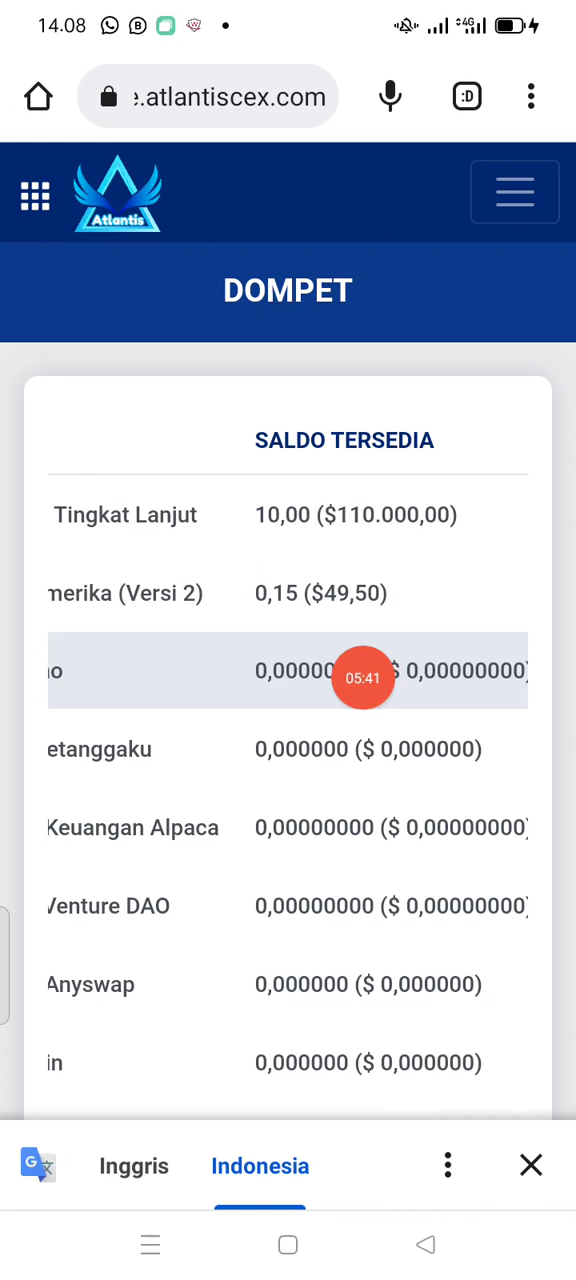 14.08
4G
:D
.atlantiscex.com
Atlantis
DOMPET
SALDO TERSEDIA
Tingkat Lanjut 10,00 ($110.000,00)
merika (Versi 2) 0,15 ($49,50)
o 0,00000 $ 0,00000000)
05:41
etanggaku 0,000000 ($ 0,000000)
Keuangan Alpaca 0,00000000 ($ 0,00000000)
Venture DAO 0,00000000 ($ 0,00000000)
Anyswap 0,000000 ($ 0,000000)
in 0,000000 ($ 0,000000)
G
Inggris Indonesia